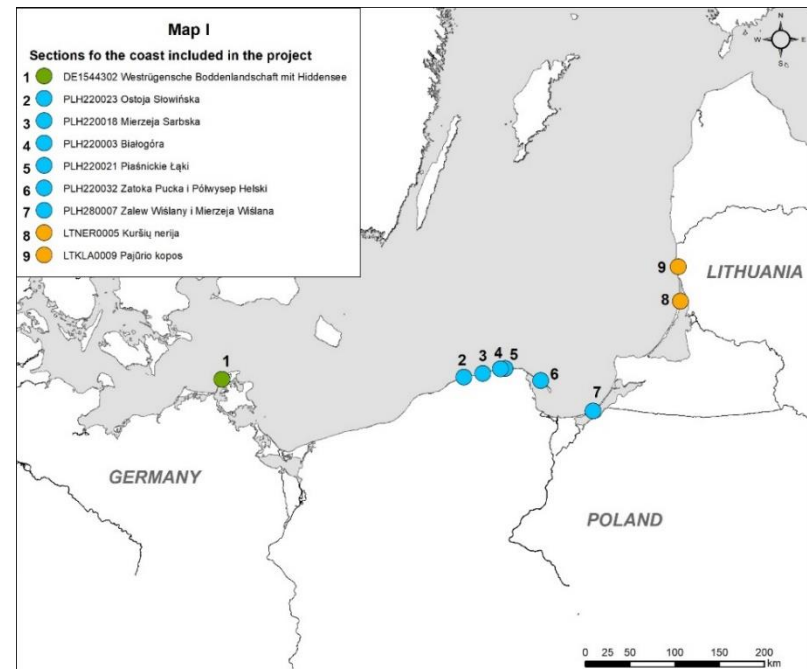 Map I
Sections fo the coast included in the project
1 DE1544302 Westrügensche Boddenlandschaft mit Hiddensee
2 PLH220023 Ostoja Słowińska
3 PLH220018 Mierzeja Sarbska
4 PLH220003 Białogóra
5 PLH220021 Piaśnickie Łąki
6 PLH220032 Zatoka Pucka i Półwysep Helski
7 PLH280007 Zalew Wiślany i Mierzeja Wiślana
8 LTNER0005 Kuršių nerija
9 LTKLA0009 Pajūrio kopos
N
W E
S
9
LITHUANIA
8
1
2 3 4 5
6
7
GERMANY
POLAND
0 25 50 100 150 200
km